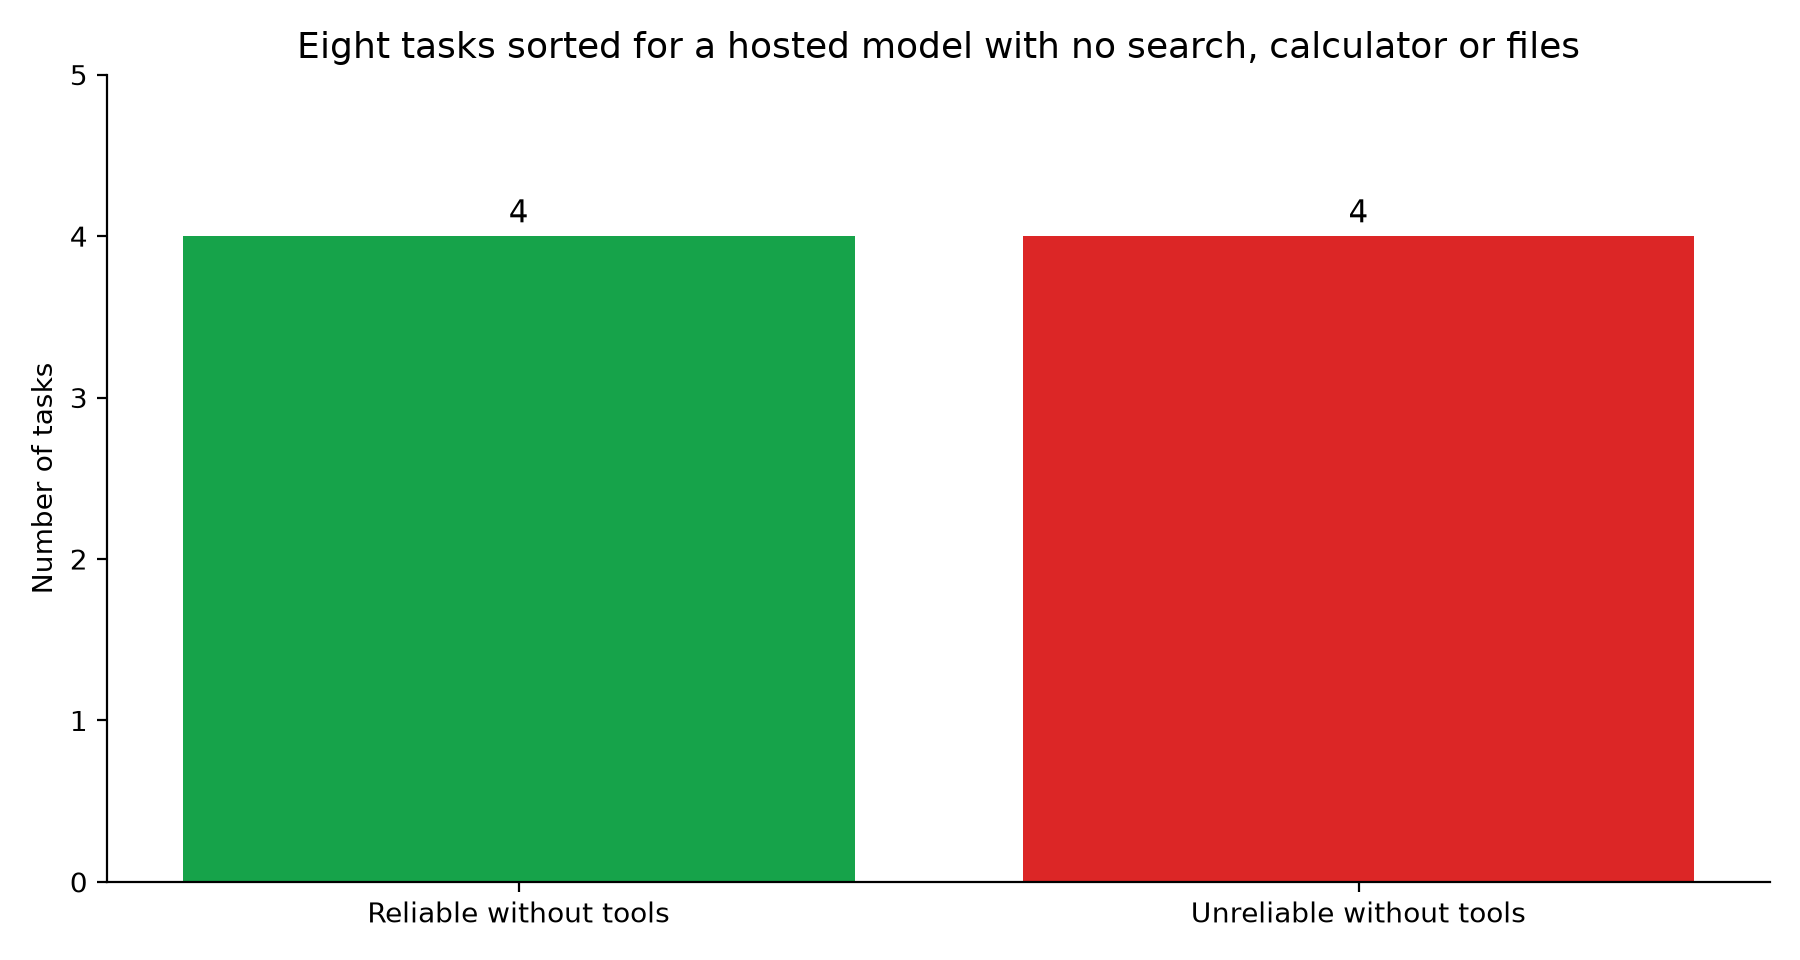 Eight tasks sorted for a hosted model with no search, calculator or files
Number of tasks
5
4
3
2
1
0
4
4
Reliable without tools
Unreliable without tools